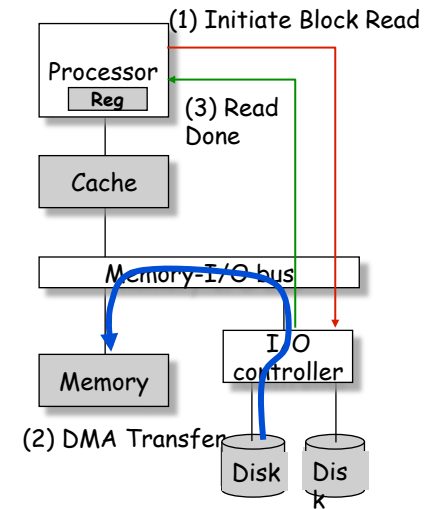 (1) Initiate Block Read
Processor
Reg
(3) Read
Done
Cache
Memory-I/O bus
I/O
controller
Memory
(2) DMA Transfer
Disk
Dis
k